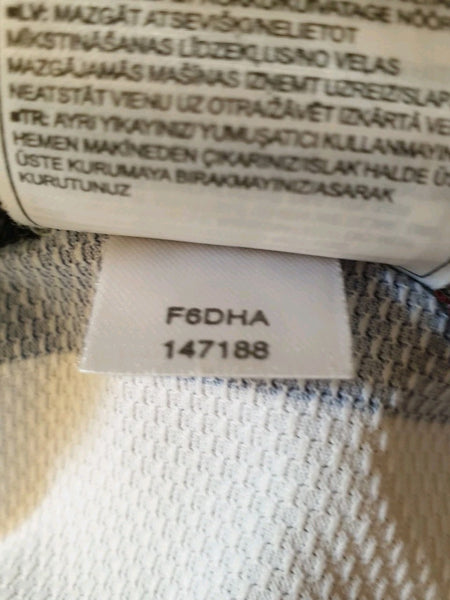 ■LV: MAZGĀT ATSEVIŠĶI/NELIETOT
MĪKSTINĀŠANAS LĪDZEKĻUS/NO VEĻAS
MAZGĀJAMĀS MAŠĪNAS IZŅEMT UZREIZ/SLAP
NEATSTĀT VIENU UZ OTRA/ŽĀVĒT IZKĀRTĀ VE
■TR: AYRI YIKAYINIZ/YUMUŞATICI KULLANMAYIN
HEMEN MAKİNEDEN ÇIKARINIZ/ISLAK HALDE ÜS
ÜSTE KURUMAYA BIRAKMAYINIZ/ASARAK
KURUTUNUZ
F6DHA
147188